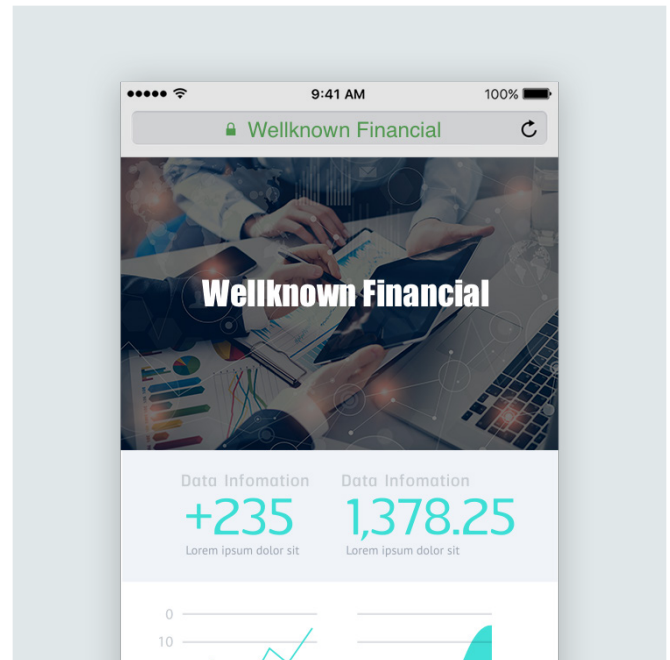 9:41 AM
100%
Wellknown Financial
Wellknown Financial
Data Infomation
Data Infomation
+235
1,378.25
Lorem ipsum dolor sit
Lorem ipsum dolor sit
0
10